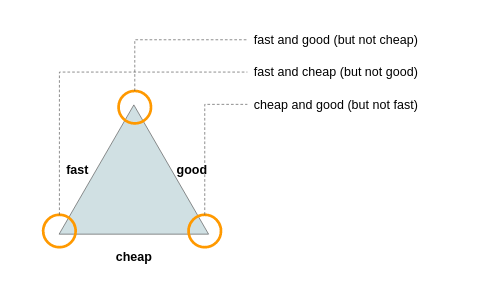 fast and good (but not cheap)
fast and cheap (but not good)
cheap and good (but not fast)
fast
good
cheap